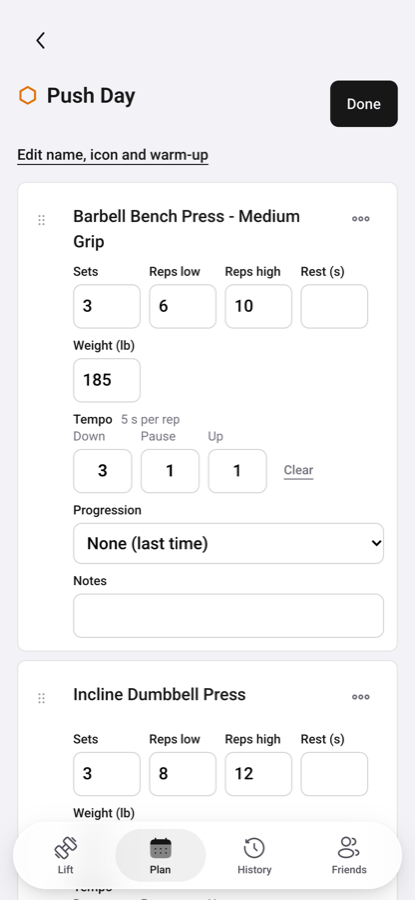 Push Day
Done
Edit name, icon and warm-up
Barbell Bench Press - Medium
Grip
Sets Reps low Reps high Rest (s)
3 6 10
Weight (lb)
185
Tempo 5 s per rep
Down Pause Up
3 1 1 Clear
Progression
None (last time)
Notes
Incline Dumbbell Press
Sets Reps low Reps high Rest (s)
3 8 12
Weight (lb)
Lift Plan History Friends
Tempo